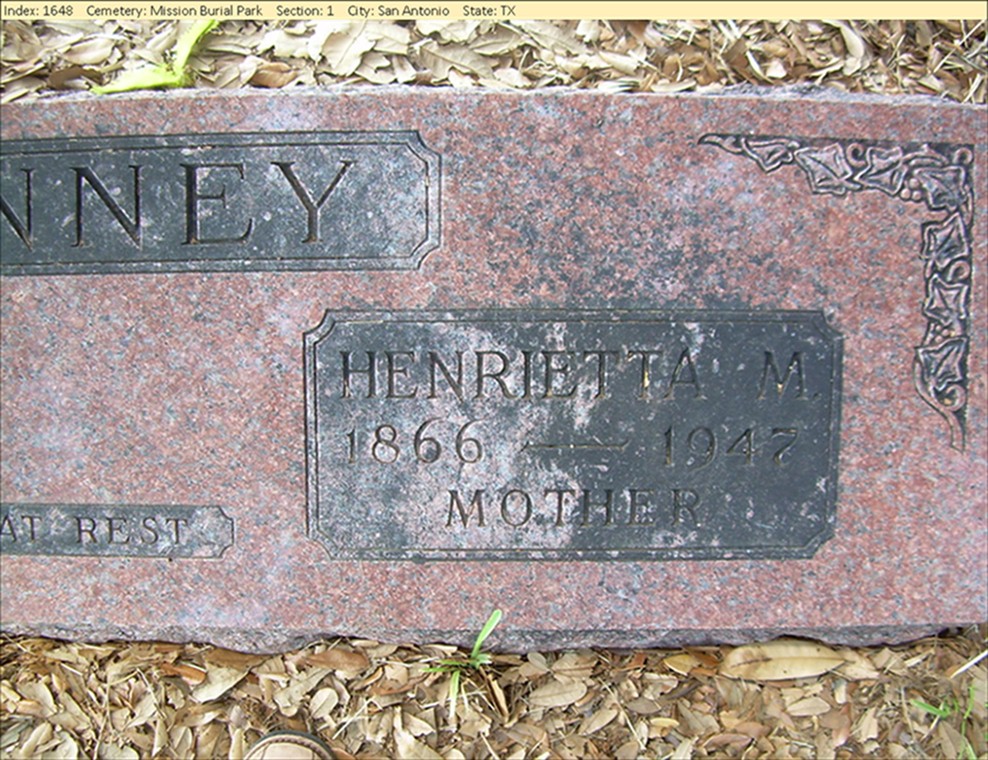 Index: 1648 Cemetery: Mission Burial Park Section: 1 City: San Antonio State: TX
NNEY
HENRIETTA M.
1866 — 1947
MOTHER
AT REST